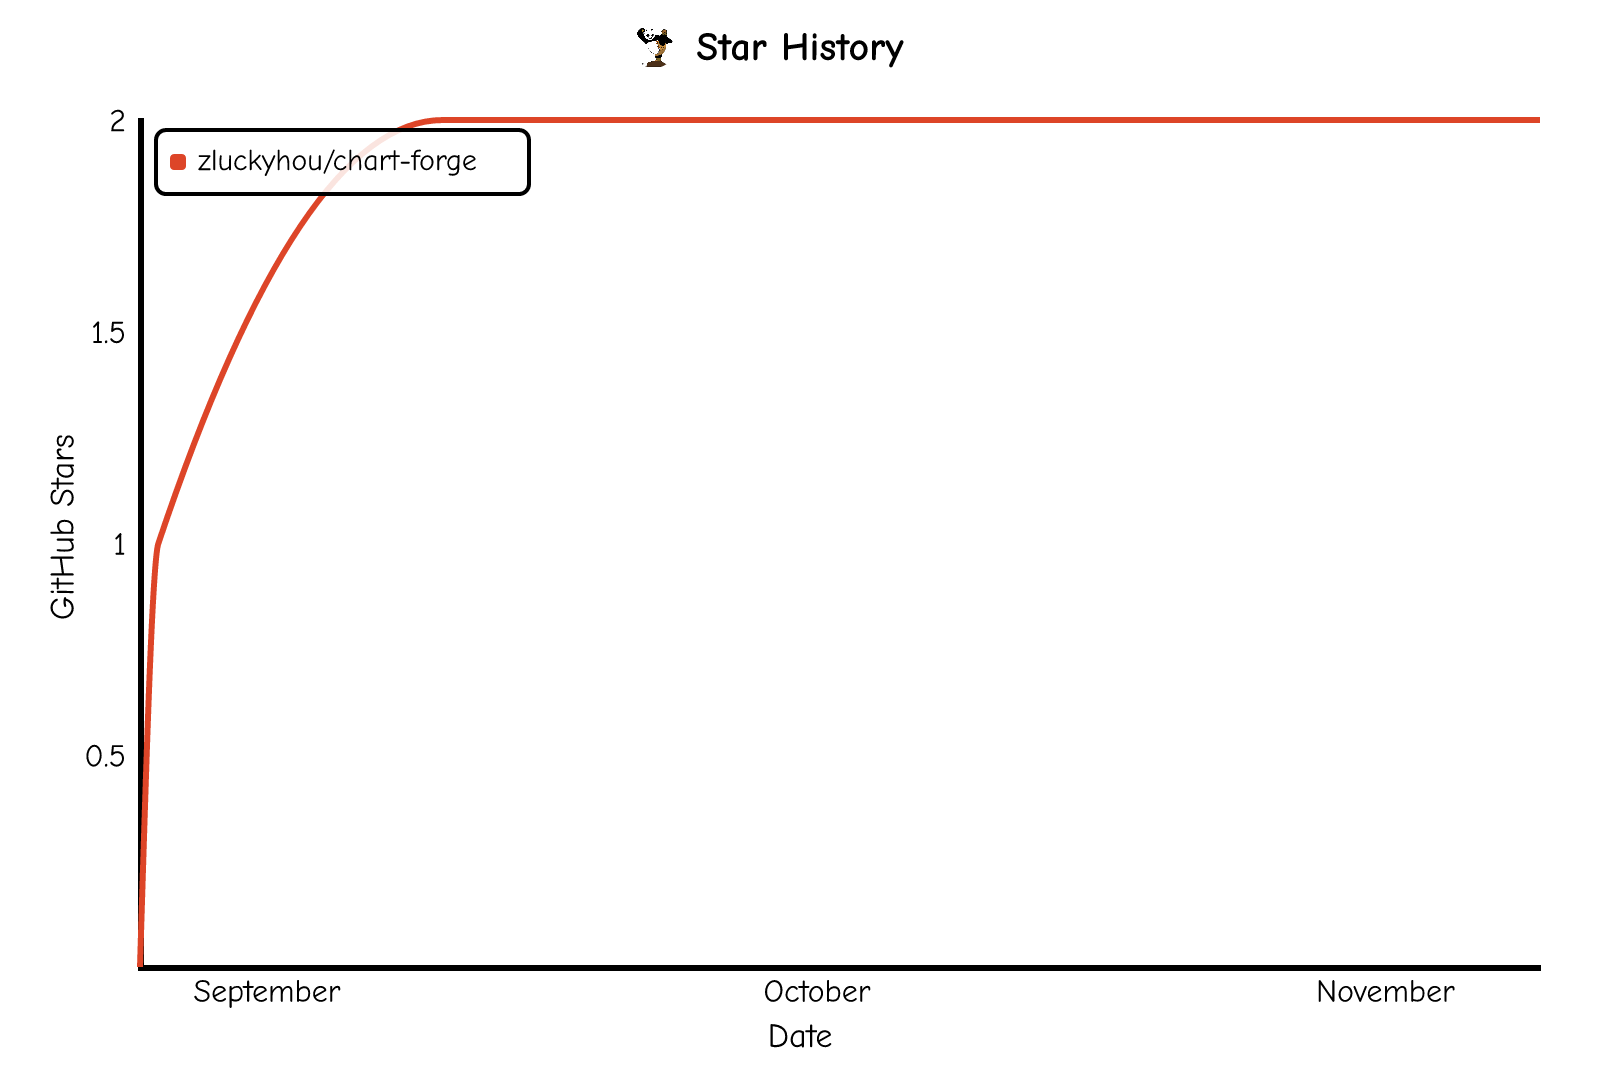 Star History
zluckyhou/chart-forge
2
1.5
1
0.5
GitHub Stars
September
October
November
Date